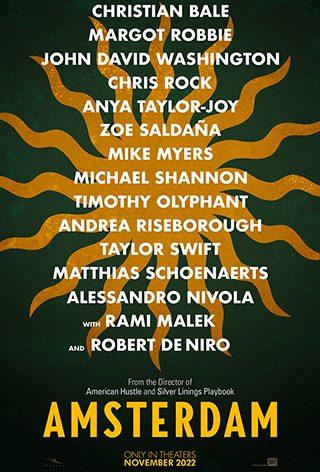 CHRISTIAN BALE
MARGOT ROBBIE
JOHN DAVID WASHINGTON
CHRIS ROCK
ANYA TAYLOR-JOY
ZOE SALDAÑA
MIKE MYERS
MICHAEL SHANNON
TIMOTHY OLYPHANT
ANDREA RISEBOROUGH
TAYLOR SWIFT
MATTHIAS SCHOENAERTS
ALESSANDRO NIVOLA
WITH RAMI MALEK
AND ROBERT DE NIRO
From the Director of
American Hustle and Silver Linings Playbook
AMSTERDAM
ONLY IN THEATERS
NOVEMBER 2022